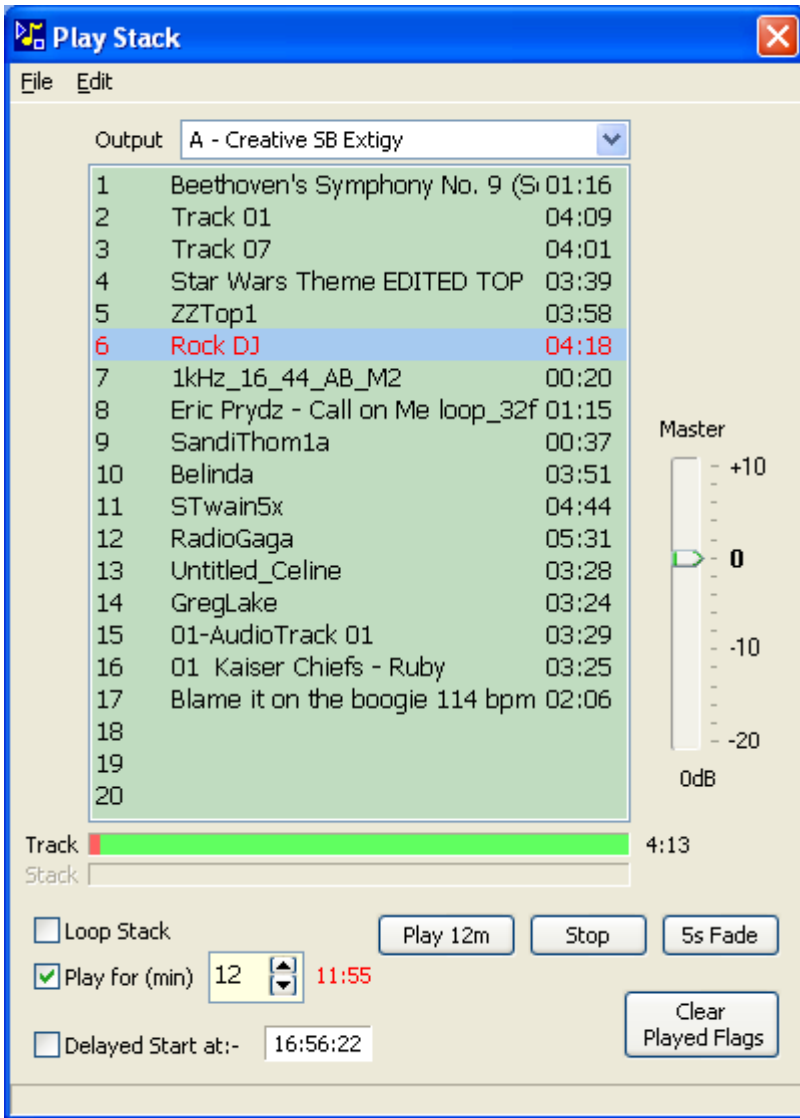 Play Stack
File Edit
Output A - Creative SB Extigy
1 Beethoven's Symphony No. 9 (S 01:16
2 Track 01 04:09
3 Track 07 04:01
4 Star Wars Theme EDITED TOP 03:39
5 ZZTop1 03:58
6 Rock DJ 04:18
7 1kHz_16_44_AB_M2 00:20
8 Eric Prydz - Call on Me loop_32f 01:15
9 SandiThom1a 00:37
10 Belinda 03:51
11 STwain5x 04:44
12 RadioGaga 05:31
13 Untitled_Celine 03:28
14 GregLake 03:24
15 01-AudioTrack 01 03:29
16 01 Kaiser Chiefs - Ruby 03:25
17 Blame it on the boogie 114 bpm 02:06
18
19
20
Master
+10
0
-10
-20
0dB
Track 4:13
Stack
Loop Stack Play 12m Stop 5s Fade
Play for (min) 12 11:55
Delayed Start at:- 16:56:22
Clear
Played Flags